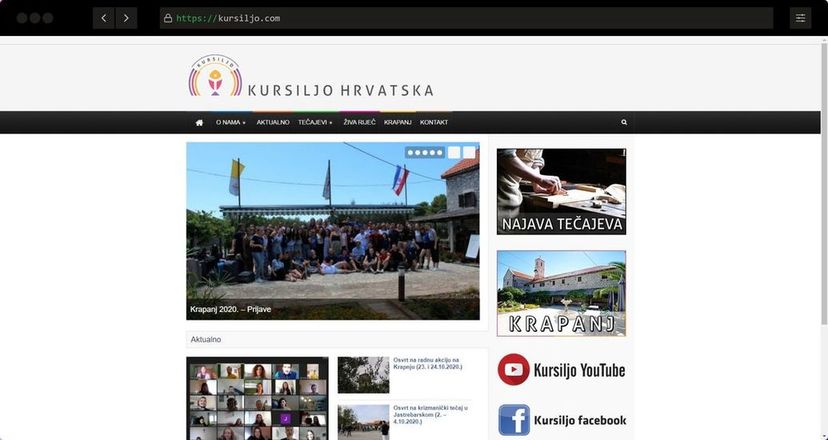 https://kursiljo.com
KURSILJO
KURSILJO HRVATSKA
O NAMA
AKTUALNO
TEČAJEVI
ŽIVA RIJEČ
KRAPANJ
KONTAKT
Krapanj 2020. – Prijave
NAJAVA TEČAJEVA
KRAPANJ
Aktualno
Osvrt na radnu akciju na
Krapnju (23. i 24.10.2020.)
Osvrt na krizmanički tečaj u
Jastrebarskom (2. –
4.10.2020.)
J
Kursiljo YouTube
Kursiljo facebook